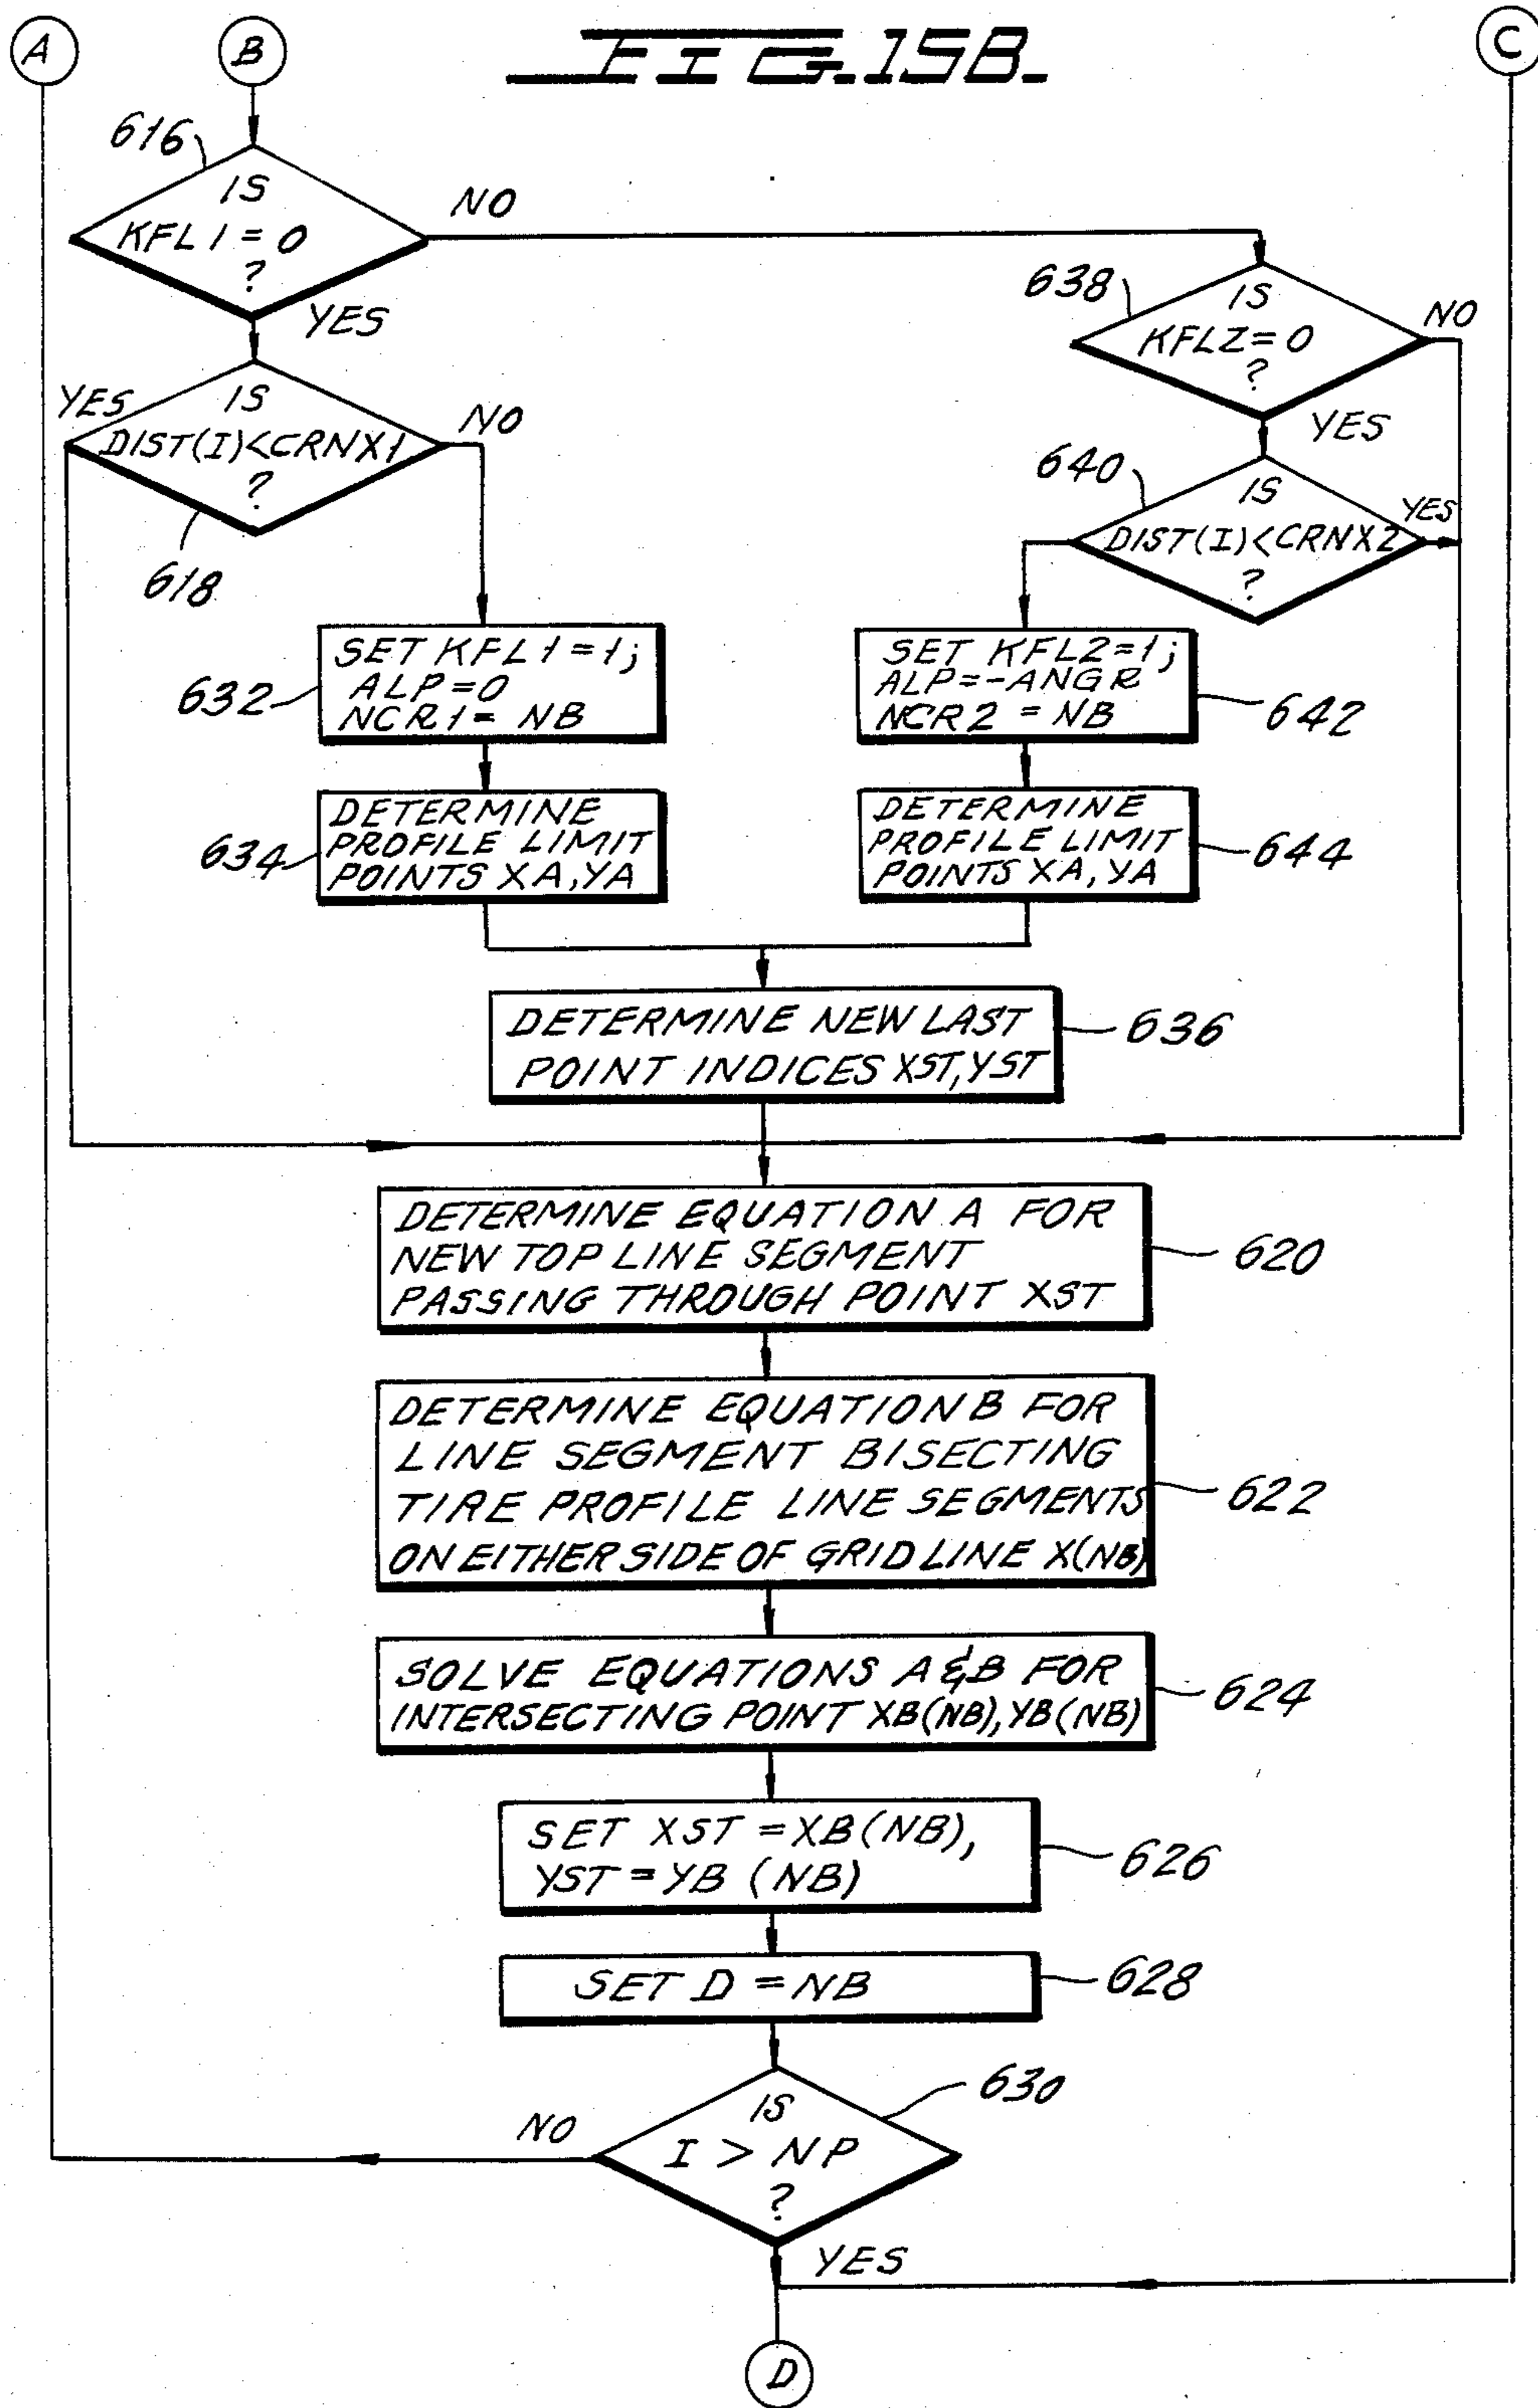 A
B
FIG. 15B.
C
616
IS
KFL1 = 0
?
NO
YES
638
IS
KFLZ = 0
?
NO
YES
YES
IS
DIST(I)<CRNX1
?
NO
618
640
IS
DIST(I)<CRNX2
?
YES
SET KFL1 = 1;
ALP = 0
NCR1 = NB
632
SET KFL2 = 1;
ALP = -ANGR
NCR2 = NB
642
DETERMINE
PROFILE LIMIT
POINTS XA, YA
634
DETERMINE
PROFILE LIMIT
POINTS XA, YA
644
DETERMINE NEW LAST
POINT INDICES XST, YST
636
DETERMINE EQUATION A FOR
NEW TOP LINE SEGMENT
PASSING THROUGH POINT XST
620
DETERMINE EQUATION B FOR
LINE SEGMENT BISECTING
TIRE PROFILE LINE SEGMENTS
ON EITHER SIDE OF GRID LINE X(NB)
622
SOLVE EQUATIONS A & B FOR
INTERSECTING POINT XB(NB), YB(NB)
624
SET XST = XB(NB),
YST = YB (NB)
626
SET D = NB
628
IS
I > NP
?
630
NO
YES
D